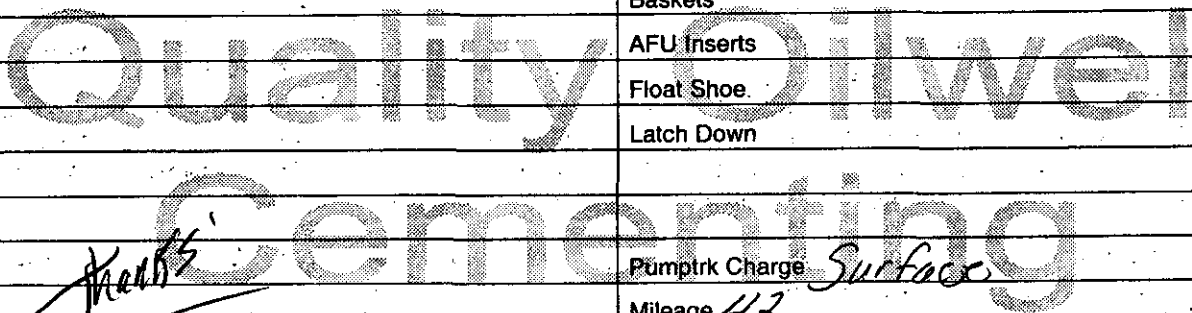 Baskets
Quality Oilwel
AFU Inserts
Float Shoe.
Latch Down
Cementing
Thanks
Pumptrk Charge Surface
Mileage 42